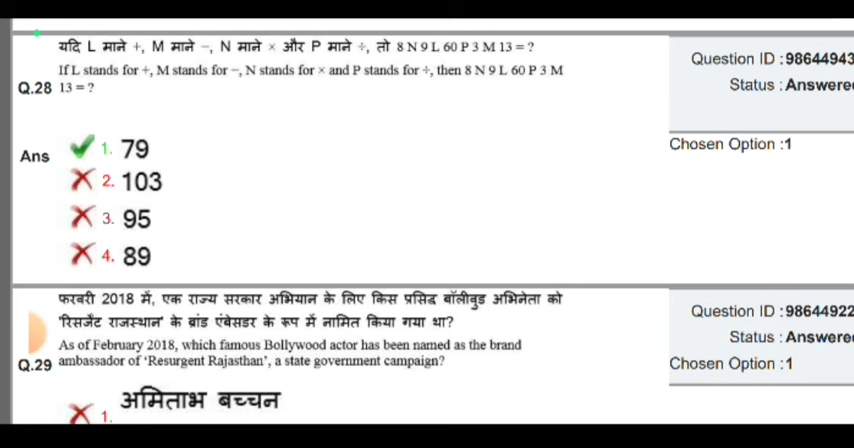 यदि L माने +, M माने −, N माने × और P माने ÷, तो 8 N 9 L 60 P 3 M 13 = ?
If L stands for +, M stands for −, N stands for × and P stands for ÷, then 8 N 9 L 60 P 3 M
Q.28 13 = ?
Question ID : 98644943
Status : Answere
Ans 1. 79
Chosen Option :1
2. 103
3. 95
4. 89
फरवरी 2018 में, एक राज्य सरकार अभियान के लिए किस प्रसिद्ध बॉलीवुड अभिनेता को
'रिसर्जेंट राजस्थान' के ब्रांड एंबेसडर के रूप में नामित किया गया था?
As of February 2018, which famous Bollywood actor has been named as the brand
Q.29 ambassador of ‘Resurgent Rajasthan’, a state government campaign?
Question ID : 98644922
Status : Answere
Chosen Option :1
1. अमिताभ बच्चन